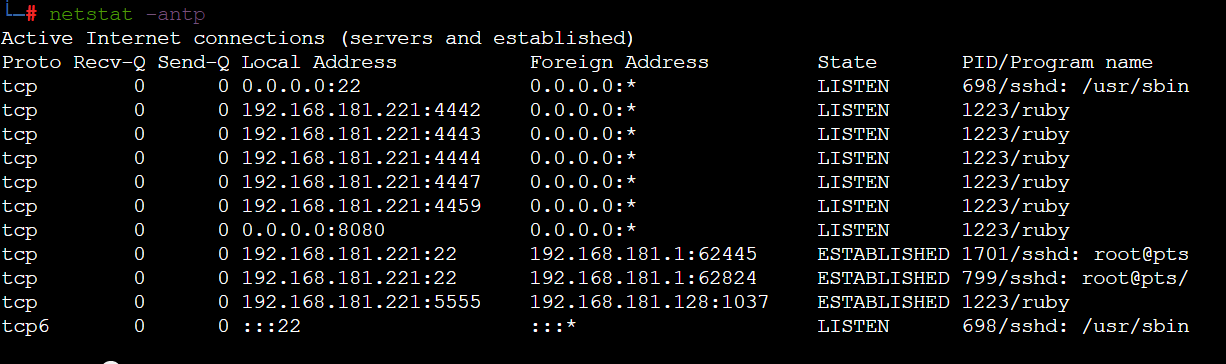 └─# netstat -antp
Active Internet connections (servers and established)
Proto Recv-Q Send-Q Local Address           Foreign Address         State       PID/Program name
tcp        0      0 0.0.0.0:22              0.0.0.0:*               LISTEN      698/sshd: /usr/sbin
tcp        0      0 192.168.181.221:4442    0.0.0.0:*               LISTEN      1223/ruby
tcp        0      0 192.168.181.221:4443    0.0.0.0:*               LISTEN      1223/ruby
tcp        0      0 192.168.181.221:4444    0.0.0.0:*               LISTEN      1223/ruby
tcp        0      0 192.168.181.221:4447    0.0.0.0:*               LISTEN      1223/ruby
tcp        0      0 192.168.181.221:4459    0.0.0.0:*               LISTEN      1223/ruby
tcp        0      0 0.0.0.0:8080            0.0.0.0:*               LISTEN      1223/ruby
tcp        0      0 192.168.181.221:22      192.168.181.1:62445     ESTABLISHED 1701/sshd: root@pts
tcp        0      0 192.168.181.221:22      192.168.181.1:62824     ESTABLISHED 799/sshd: root@pts/
tcp        0      0 192.168.181.221:5555    192.168.181.128:1037    ESTABLISHED 1223/ruby
tcp6       0      0 :::22                   :::*                    LISTEN      698/sshd: /usr/sbin